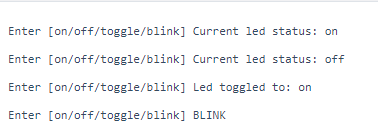 Enter [on/off/toggle/blink] Current led status: on
Enter [on/off/toggle/blink] Current led status: off
Enter [on/off/toggle/blink] Led toggled to: on
Enter [on/off/toggle/blink] BLINK